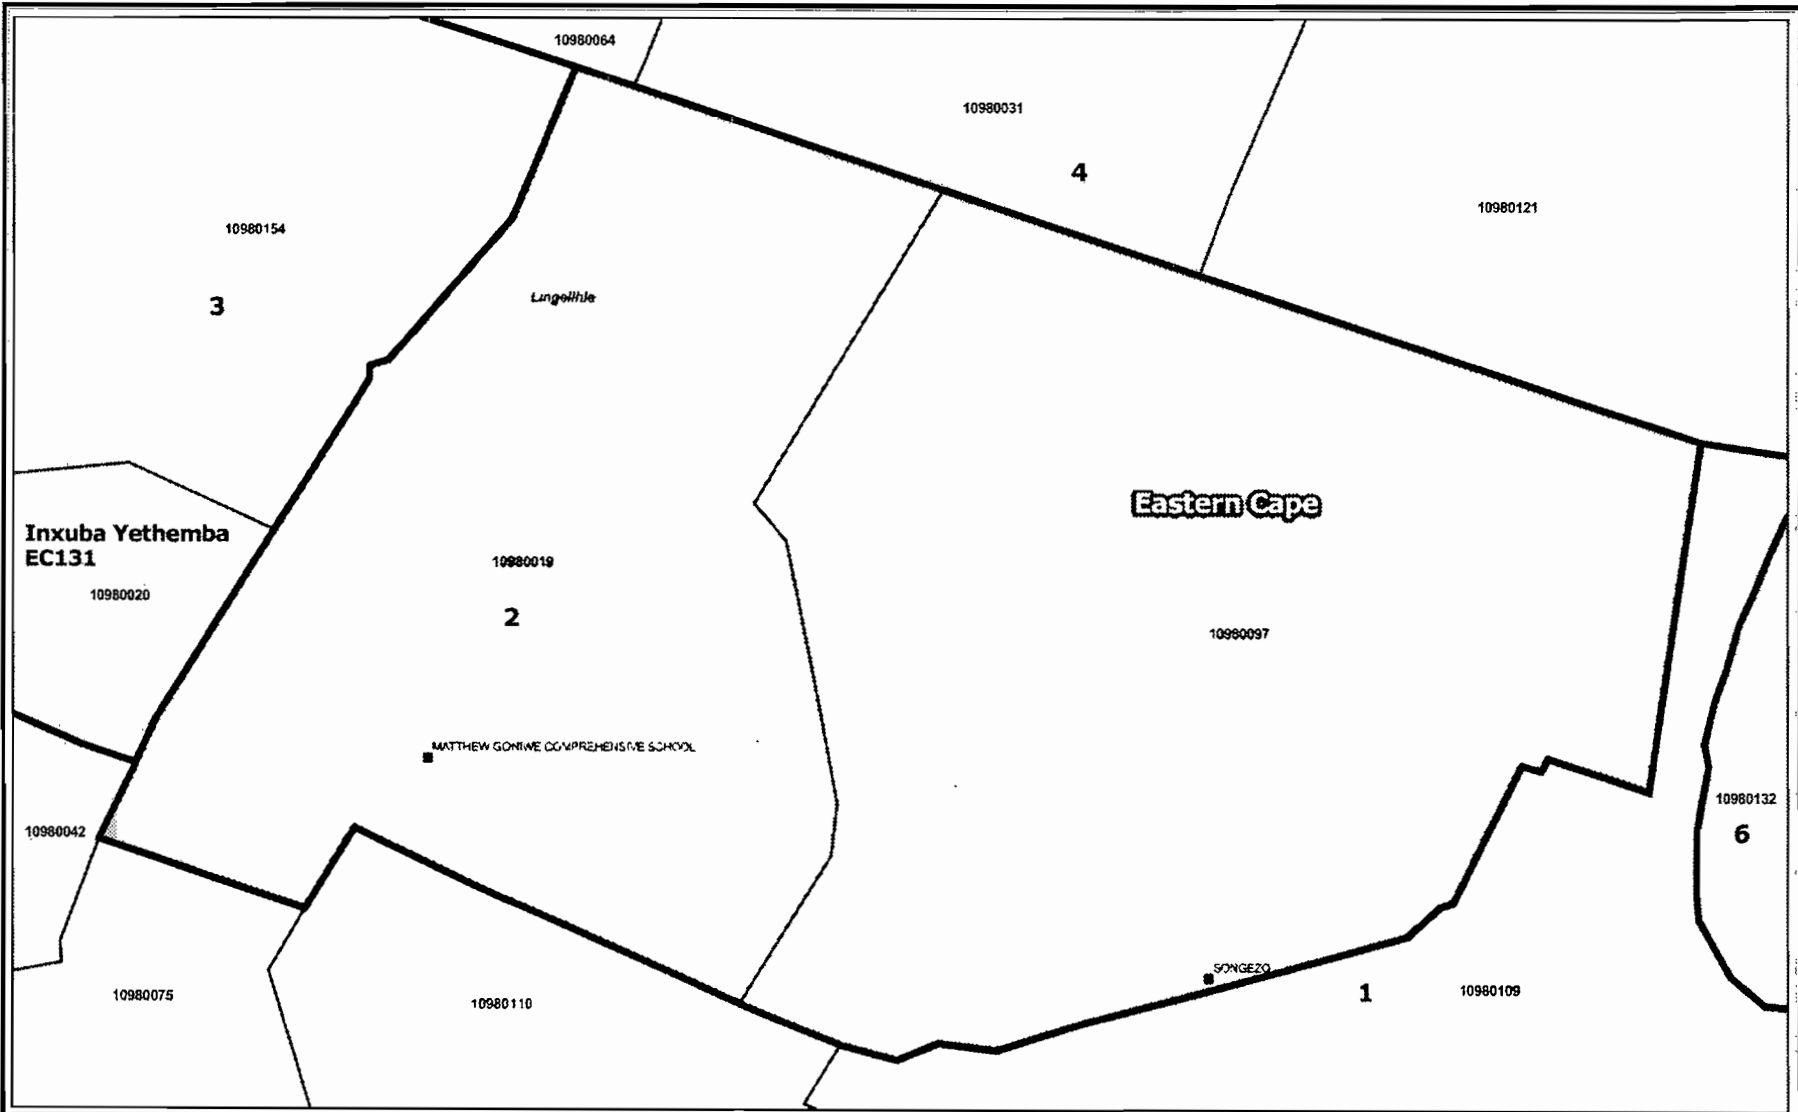 10980064
10980031
4
10980121
10980154
3
Lingelihle
Eastern Cape
Inxuba Yethemba
EC131
10980020
10980019
2
10980097
MATTHEW GONIWE COMPREHENSIVE SCHOOL
10980132
6
10980042
SONGEZO
10980075
10980110
1
10980109